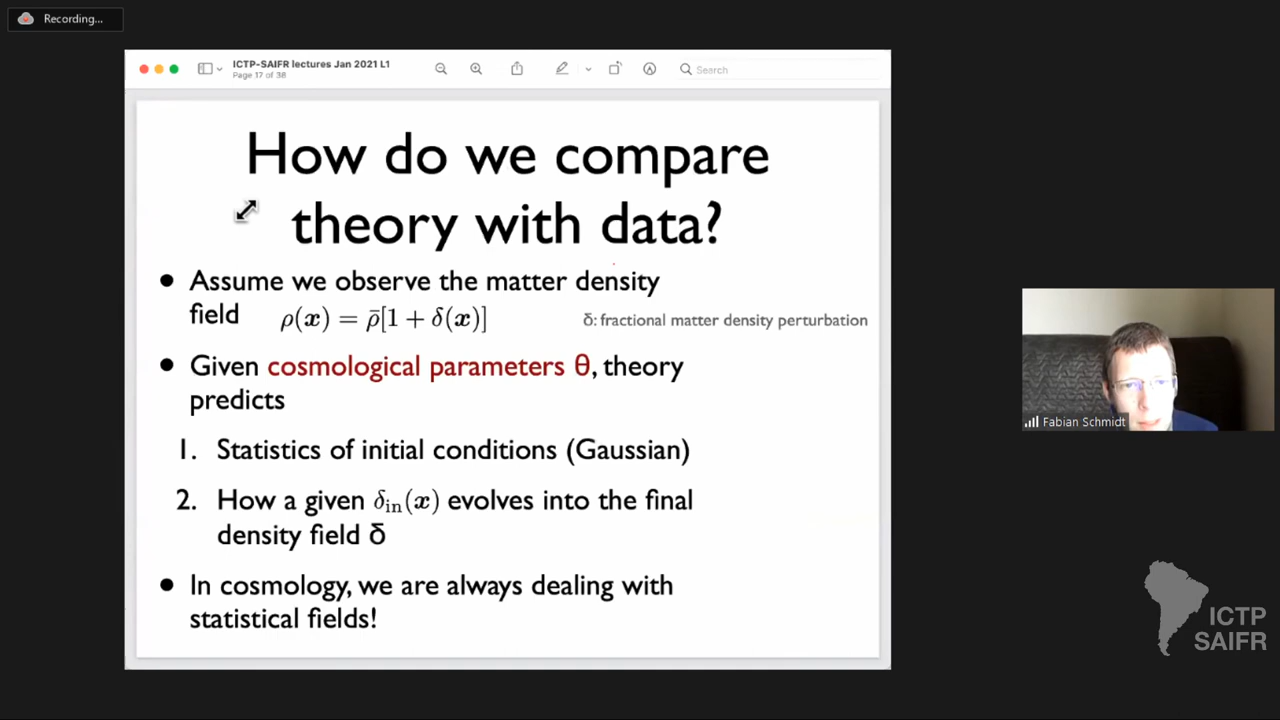 Recording...
ICTP-SAIFR lectures Jan 2021 L1
Page 17 of 38
Search
How do we compare
theory with data?
• Assume we observe the matter density
field ρ(x) = ρ̄[1 + δ(x)]
δ: fractional matter density perturbation
• Given cosmological parameters θ, theory
predicts
1. Statistics of initial conditions (Gaussian)
2. How a given δin(x) evolves into the final
density field δ
• In cosmology, we are always dealing with
statistical fields!
Fabian Schmidt
ICTP
SAIFR